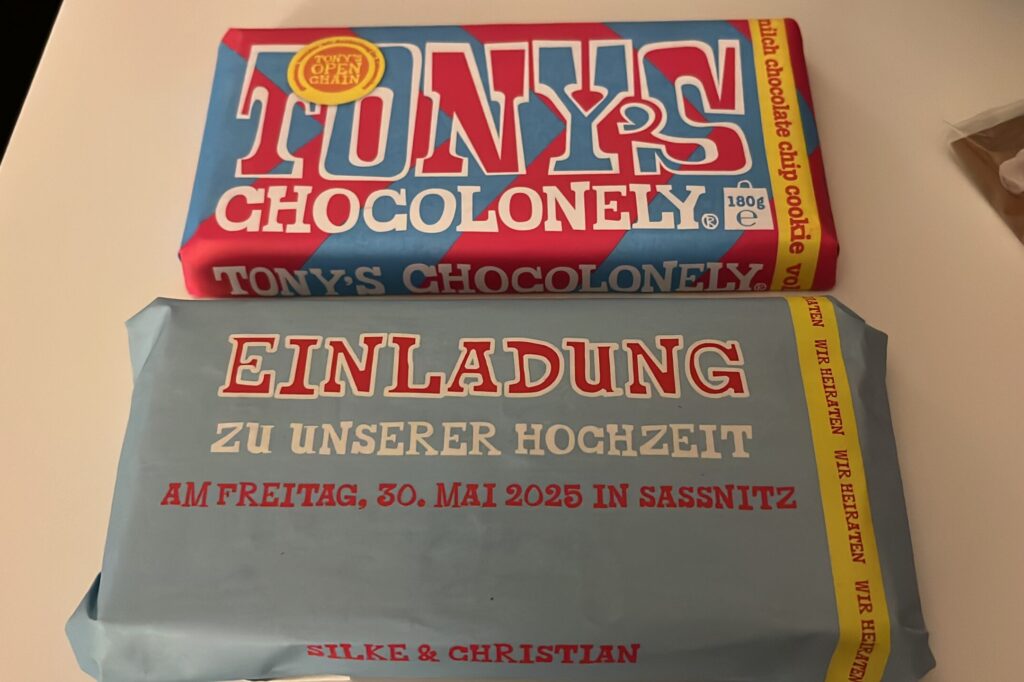 TONY'S
OPEN
CHAIN
TONY'S
CHOCOLONELY®
180g
e
milch chocolate chip cookie
TONY'S CHOCOLONELY®
EINLADUNG
ZU UNSERER HOCHZEIT
AM FREITAG, 30. MAI 2025 IN SASSNITZ
SILKE & CHRISTIAN
WIR HEIRATEN WIR HEIRATEN WIR HEIRATEN